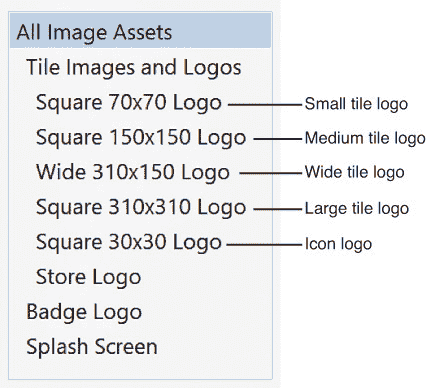 All Image Assets
Tile Images and Logos
Square 70x70 Logo Small tile logo
Square 150x150 Logo Medium tile logo
Wide 310x150 Logo Wide tile logo
Square 310x310 Logo Large tile logo
Square 30x30 Logo Icon logo
Store Logo
Badge Logo
Splash Screen